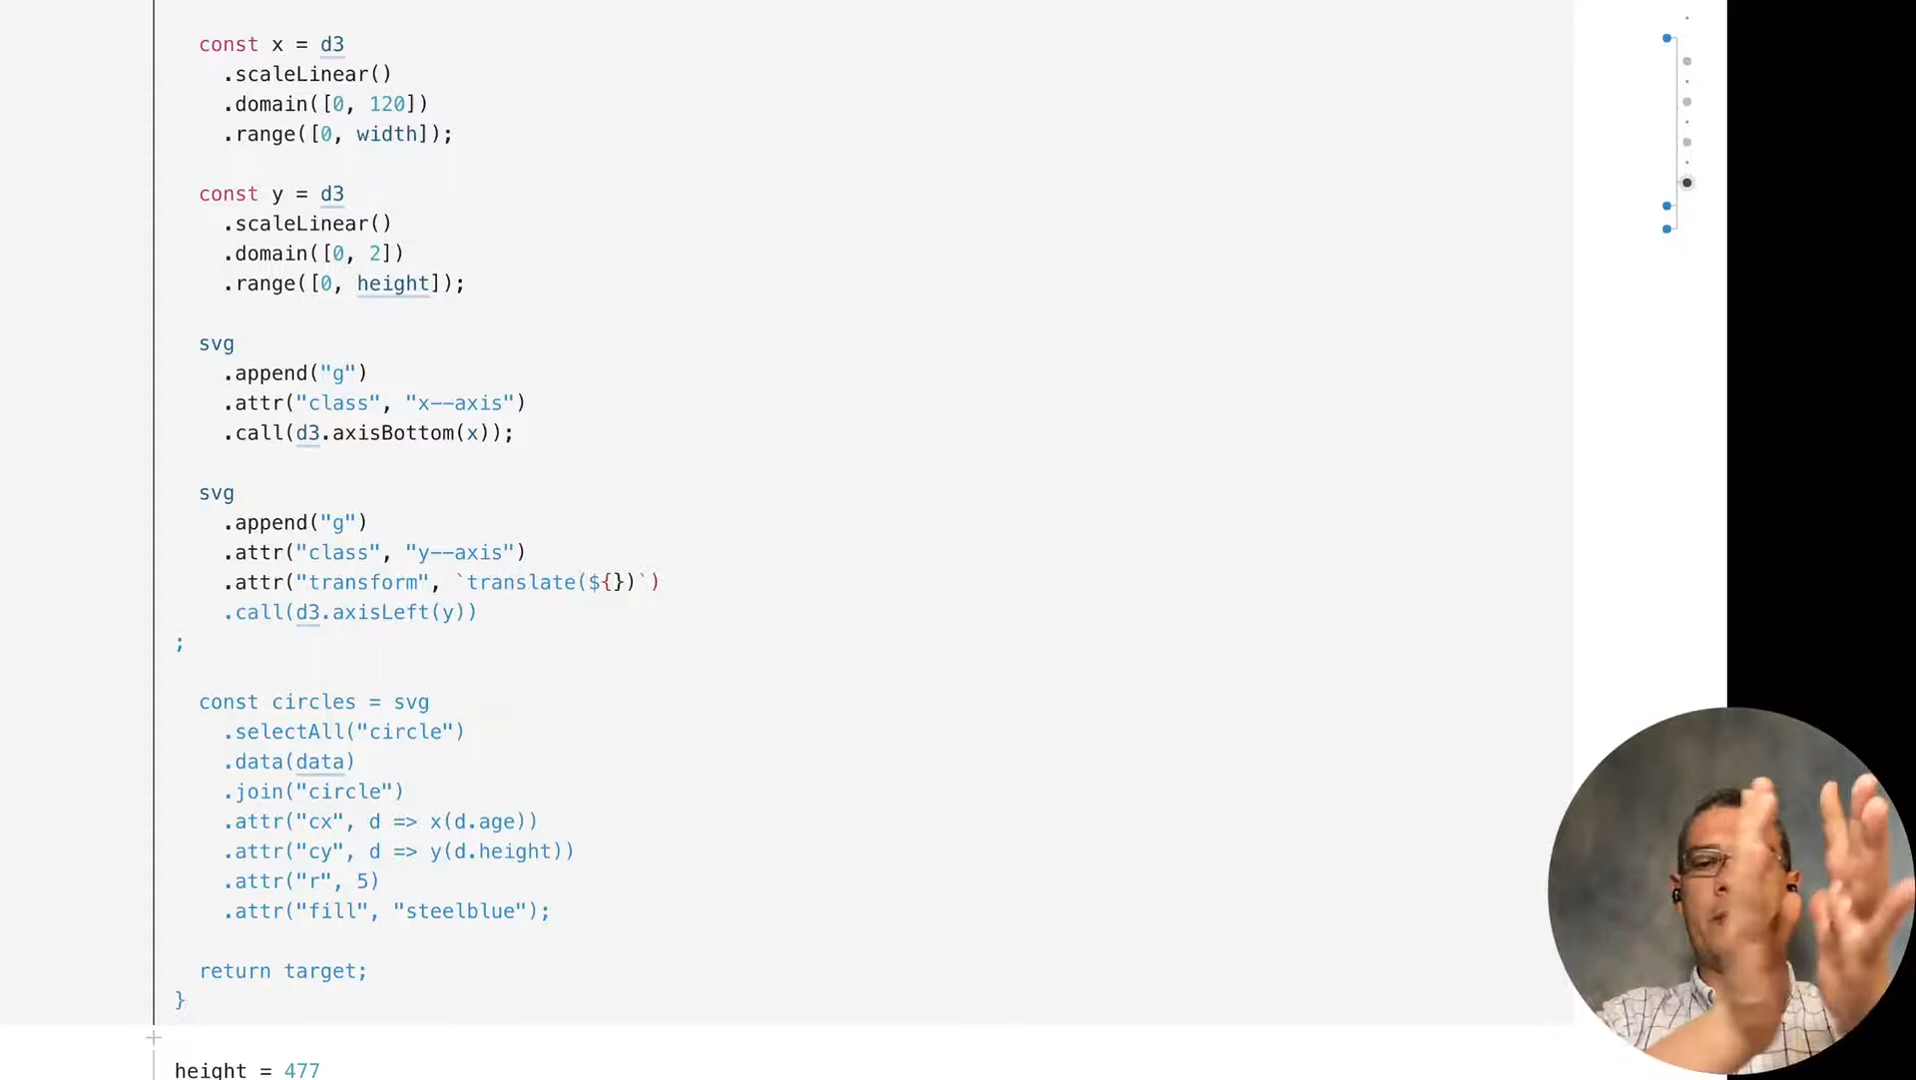 const x = d3
.scaleLinear()
.domain([0, 120])
.range([0, width]);
const y = d3
.scaleLinear()
.domain([0, 2])
.range([0, height]);
svg
.append("g")
.attr("class", "x--axis")
.call(d3.axisBottom(x));
svg
.append("g")
.attr("class", "y--axis")
.attr("transform", `translate(${})`)
.call(d3.axisLeft(y))
;
const circles = svg
.selectAll("circle")
.data(data)
.join("circle")
.attr("cx", d => x(d.age))
.attr("cy", d => y(d.height))
.attr("r", 5)
.attr("fill", "steelblue");
return target;
}
height = 477